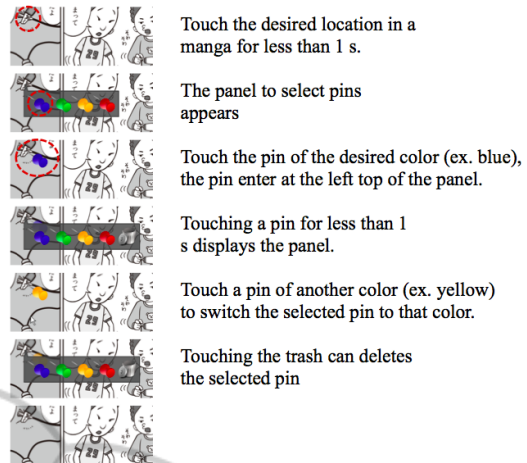 Touch the desired location in a
manga for less than 1 s.
The panel to select pins
appears
Touch the pin of the desired color (ex. blue),
the pin enter at the left top of the panel.
Touching a pin for less than 1
s displays the panel.
Touch a pin of another color (ex. yellow)
to switch the selected pin to that color.
Touching the trash can deletes
the selected pin